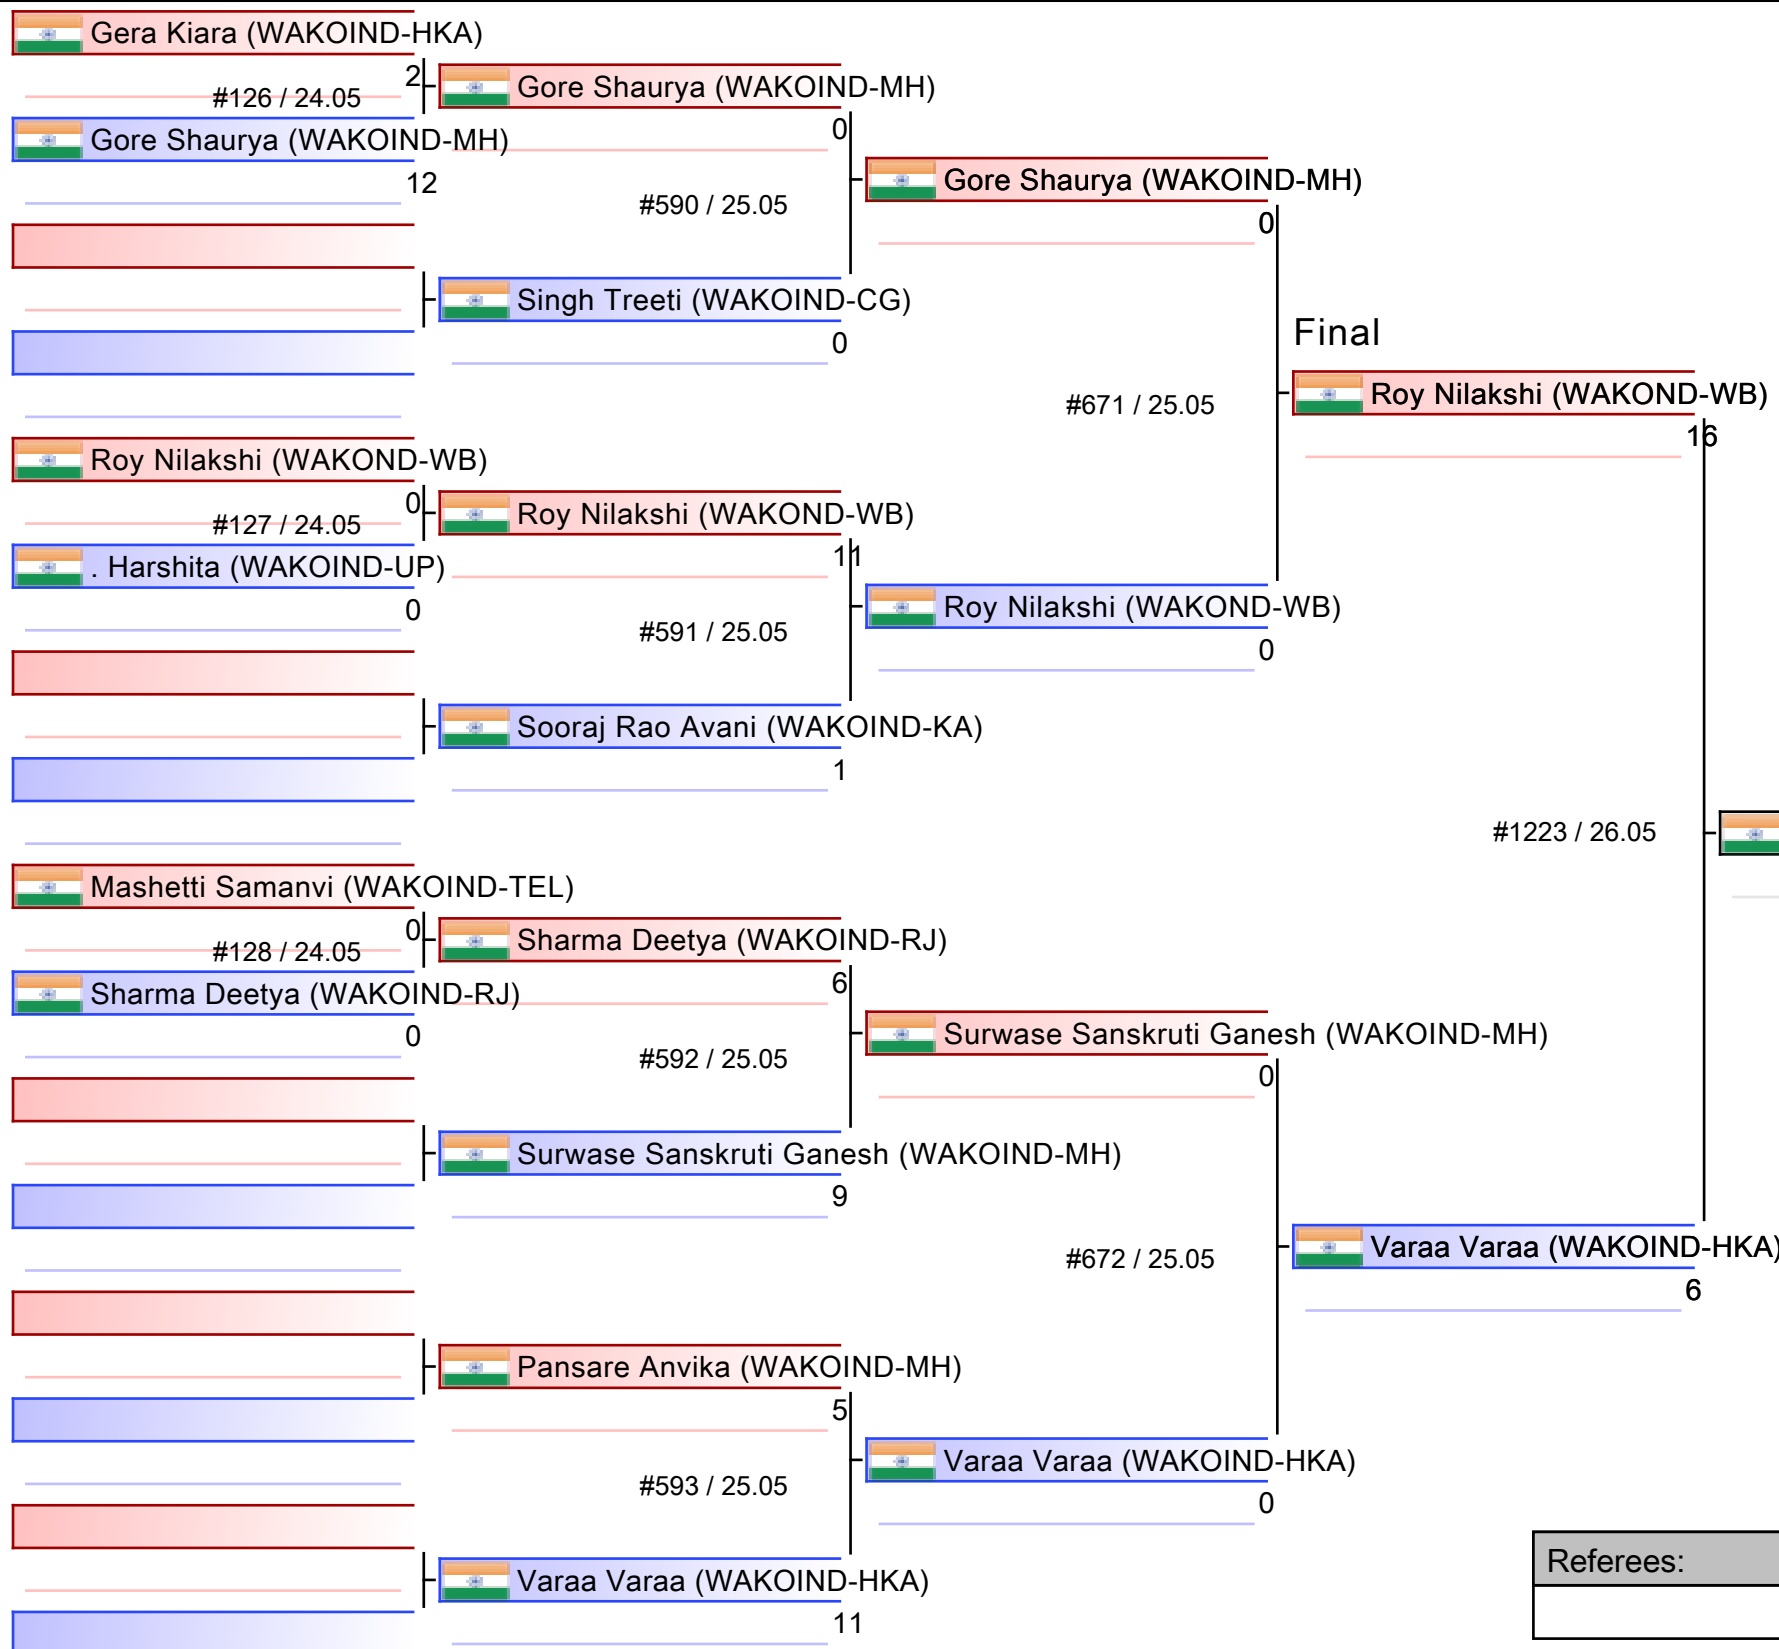 Gera Kiara (WAKOIND-HKA)
2
Gore Shaurya (WAKOIND-MH)
#126 / 24.05
0
Gore Shaurya (WAKOIND-MH)
12
Gore Shaurya (WAKOIND-MH)
#590 / 25.05
0
Singh Treeti (WAKOIND-CG)
0
Final
Roy Nilakshi (WAKOND-WB)
#671 / 25.05
16
Roy Nilakshi (WAKOND-WB)
0
Roy Nilakshi (WAKOND-WB)
#127 / 24.05
11
. Harshita (WAKOIND-UP)
0
Roy Nilakshi (WAKOND-WB)
#591 / 25.05
0
Sooraj Rao Avani (WAKOIND-KA)
1
#1223 / 26.05
Mashetti Samanvi (WAKOIND-TEL)
0
Sharma Deetya (WAKOIND-RJ)
#128 / 24.05
6
Sharma Deetya (WAKOIND-RJ)
0
Surwase Sanskruti Ganesh (WAKOIND-MH)
#592 / 25.05
0
Surwase Sanskruti Ganesh (WAKOIND-MH)
9
#672 / 25.05
Varaa Varaa (WAKOIND-HKA)
6
Pansare Anvika (WAKOIND-MH)
5
Varaa Varaa (WAKOIND-HKA)
#593 / 25.05
0
Varaa Varaa (WAKOIND-HKA)
11
Referees: